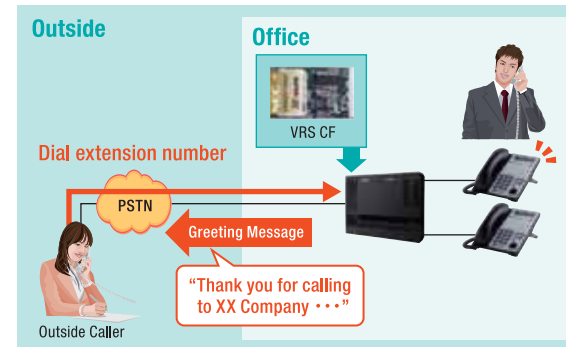 Outside
Office
VRS CF
Dial extension number
PSTN
Greeting Message
“Thank you for calling
to XX Company ・・・”
Outside Caller